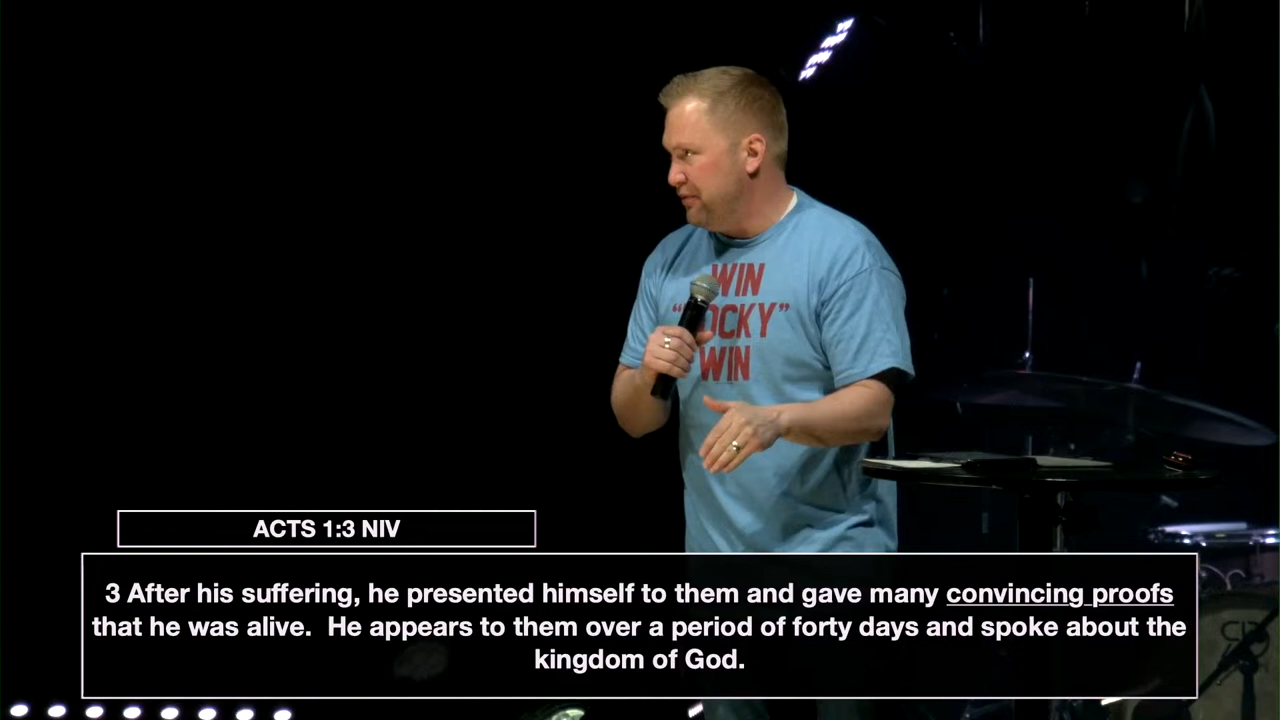 WIN
OCKY”
WIN
ACTS 1:3 NIV
3 After his suffering, he presented himself to them and gave many convincing proofs
that he was alive.  He appears to them over a period of forty days and spoke about the
kingdom of God.